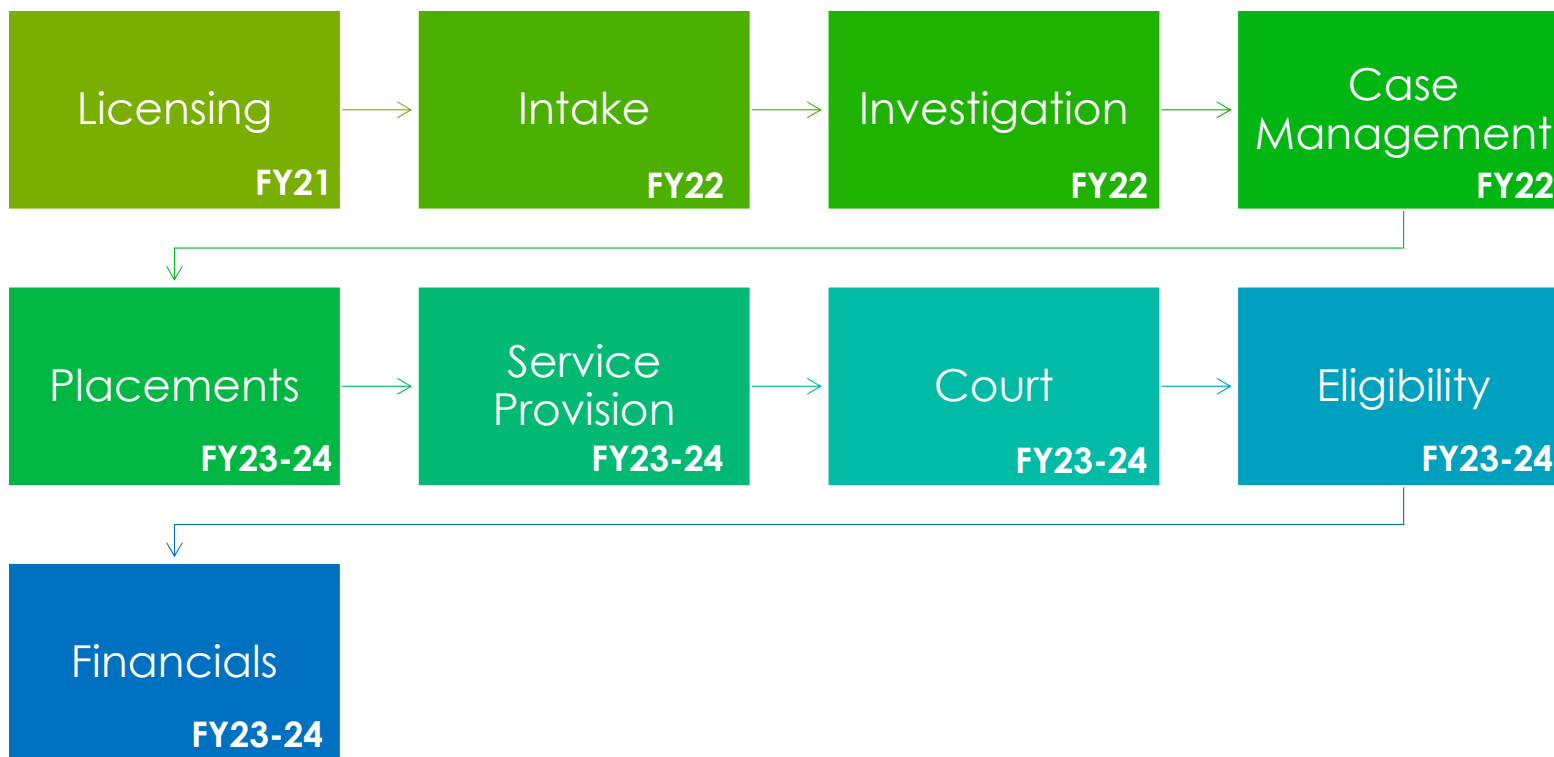 Licensing
FY21
Intake
FY22
Investigation
FY22
Case
Management
FY22
Placements
FY23-24
Service
Provision
FY23-24
Court
FY23-24
Eligibility
FY23-24
Financials
FY23-24